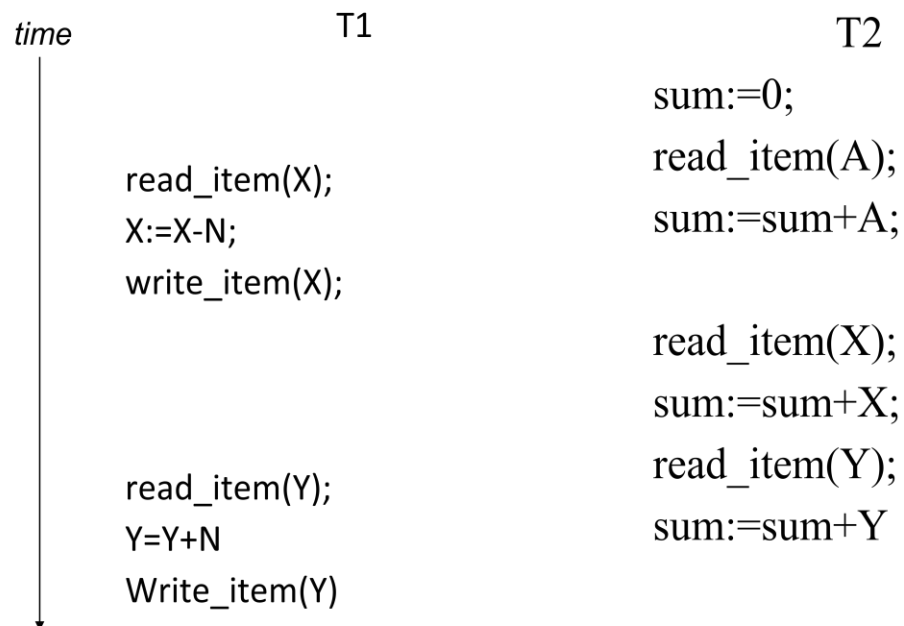 time T1 T2
sum:=0;
read_item(X); read_item(A);
X:=X-N; sum:=sum+A;
write_item(X);
read_item(X);
sum:=sum+X;
read_item(Y); read_item(Y);
Y=Y+N sum:=sum+Y
Write_item(Y)